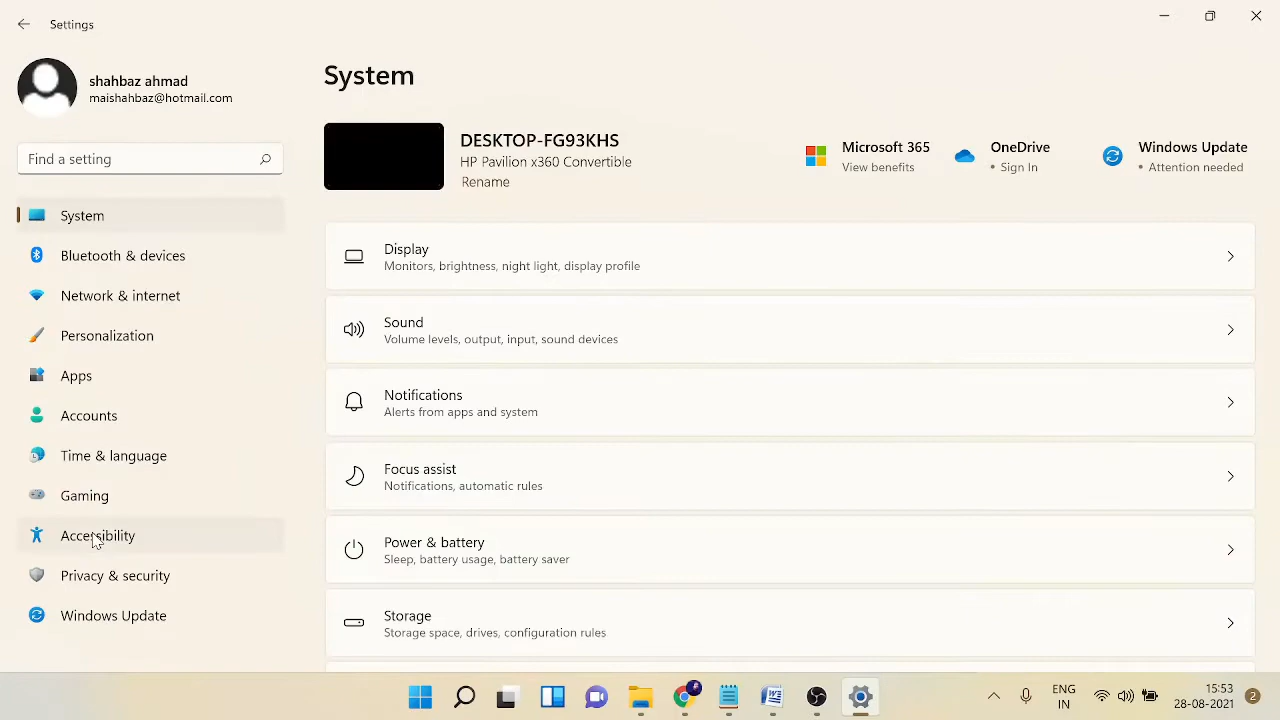 Settings
shahbaz ahmad
maishahbaz@hotmail.com
Find a setting
System
Bluetooth & devices
Network & internet
Personalization
Apps
Accounts
Time & language
Gaming
Accessibility
Privacy & security
Windows Update
System
DESKTOP-FG93KHS
HP Pavilion x360 Convertible
Rename
Microsoft 365
View benefits
OneDrive
• Sign In
Windows Update
• Attention needed
Display
Monitors, brightness, night light, display profile
Sound
Volume levels, output, input, sound devices
Notifications
Alerts from apps and system
Focus assist
Notifications, automatic rules
Power & battery
Sleep, battery usage, battery saver
Storage
Storage space, drives, configuration rules
ENG
IN
15:53
28-08-2021
2